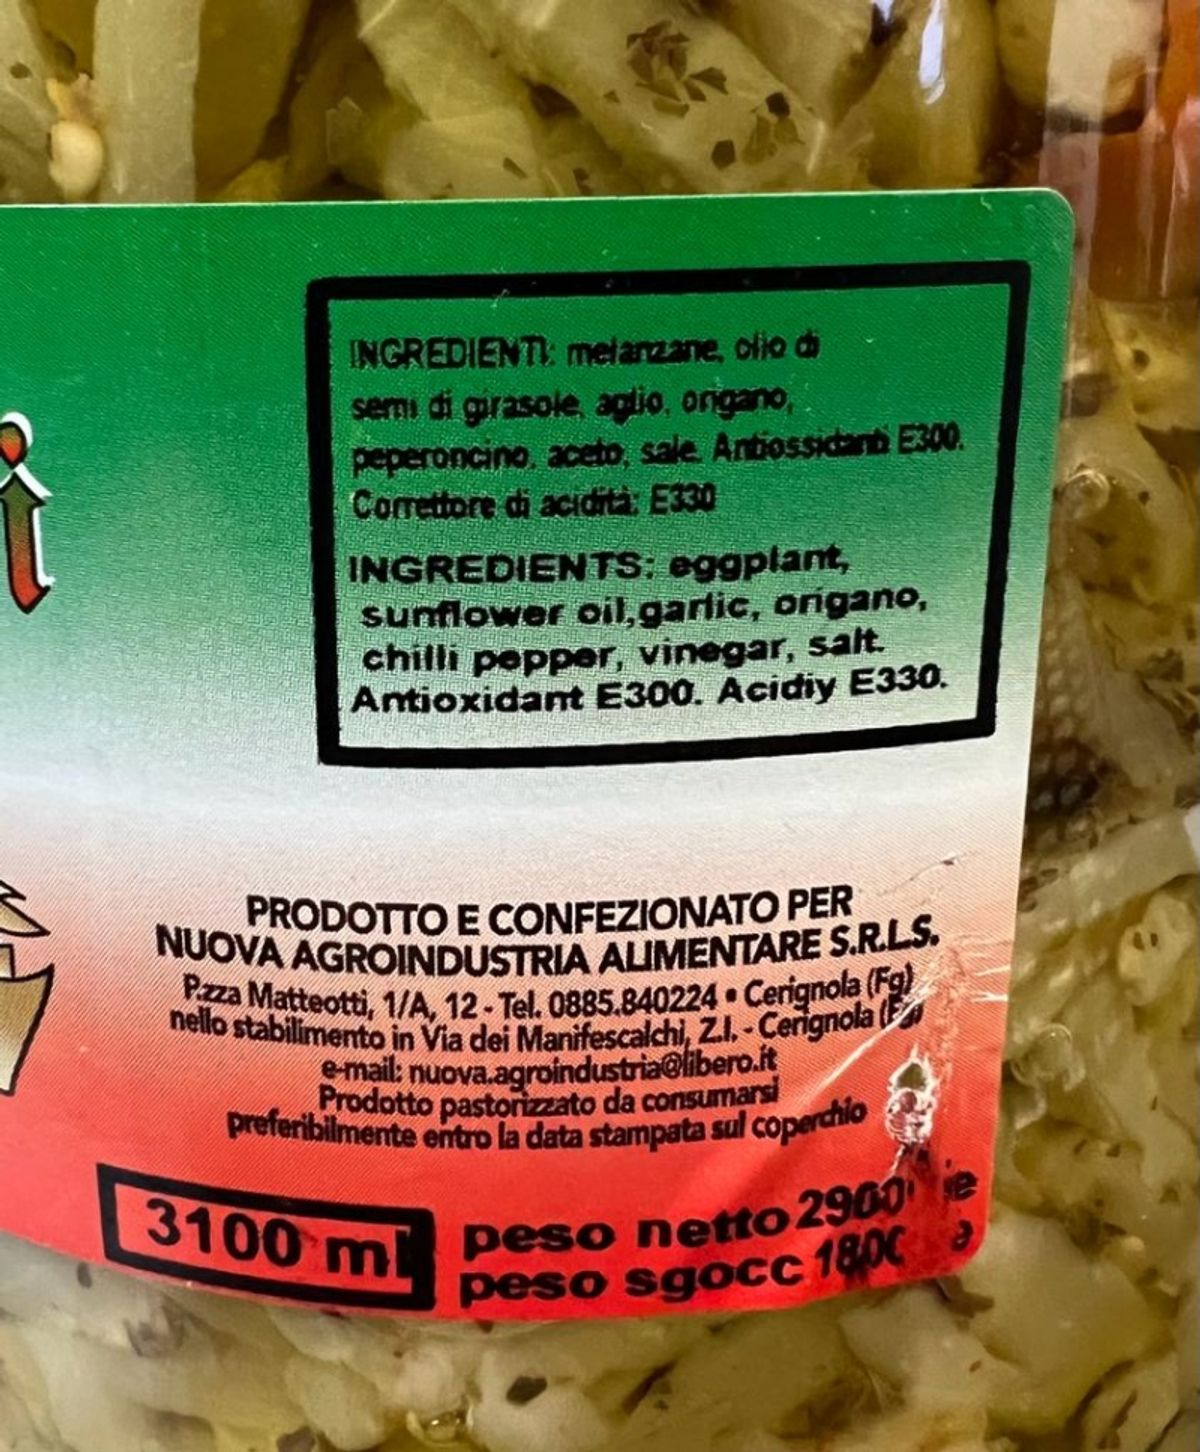 i
INGREDIENTI: melanzane, olio di
semi di girasole, aglio, origano,
peperoncino, aceto, sale. Antiossidanti E300.
Correttore di acidità: E330
INGREDIENTS: eggplant,
sunflower oil,garlic, origano,
chilli pepper, vinegar, salt.
Antioxidant E300. Acidiy E330.
PRODOTTO E CONFEZIONATO PER
NUOVA AGROINDUSTRIA ALIMENTARE S.R.L.S.
P.zza Matteotti, 1/A, 12 - Tel. 0885.840224 • Cerignola (Fg)
nello stabilimento in Via dei Manifescalchi, Z.I. - Cerignola (Fg)
e-mail: nuova.agroindustria@libero.it
Prodotto pastorizzato da consumarsi
preferibilmente entro la data stampata sul coperchio
3100 ml
peso netto 2900 e
peso sgocc